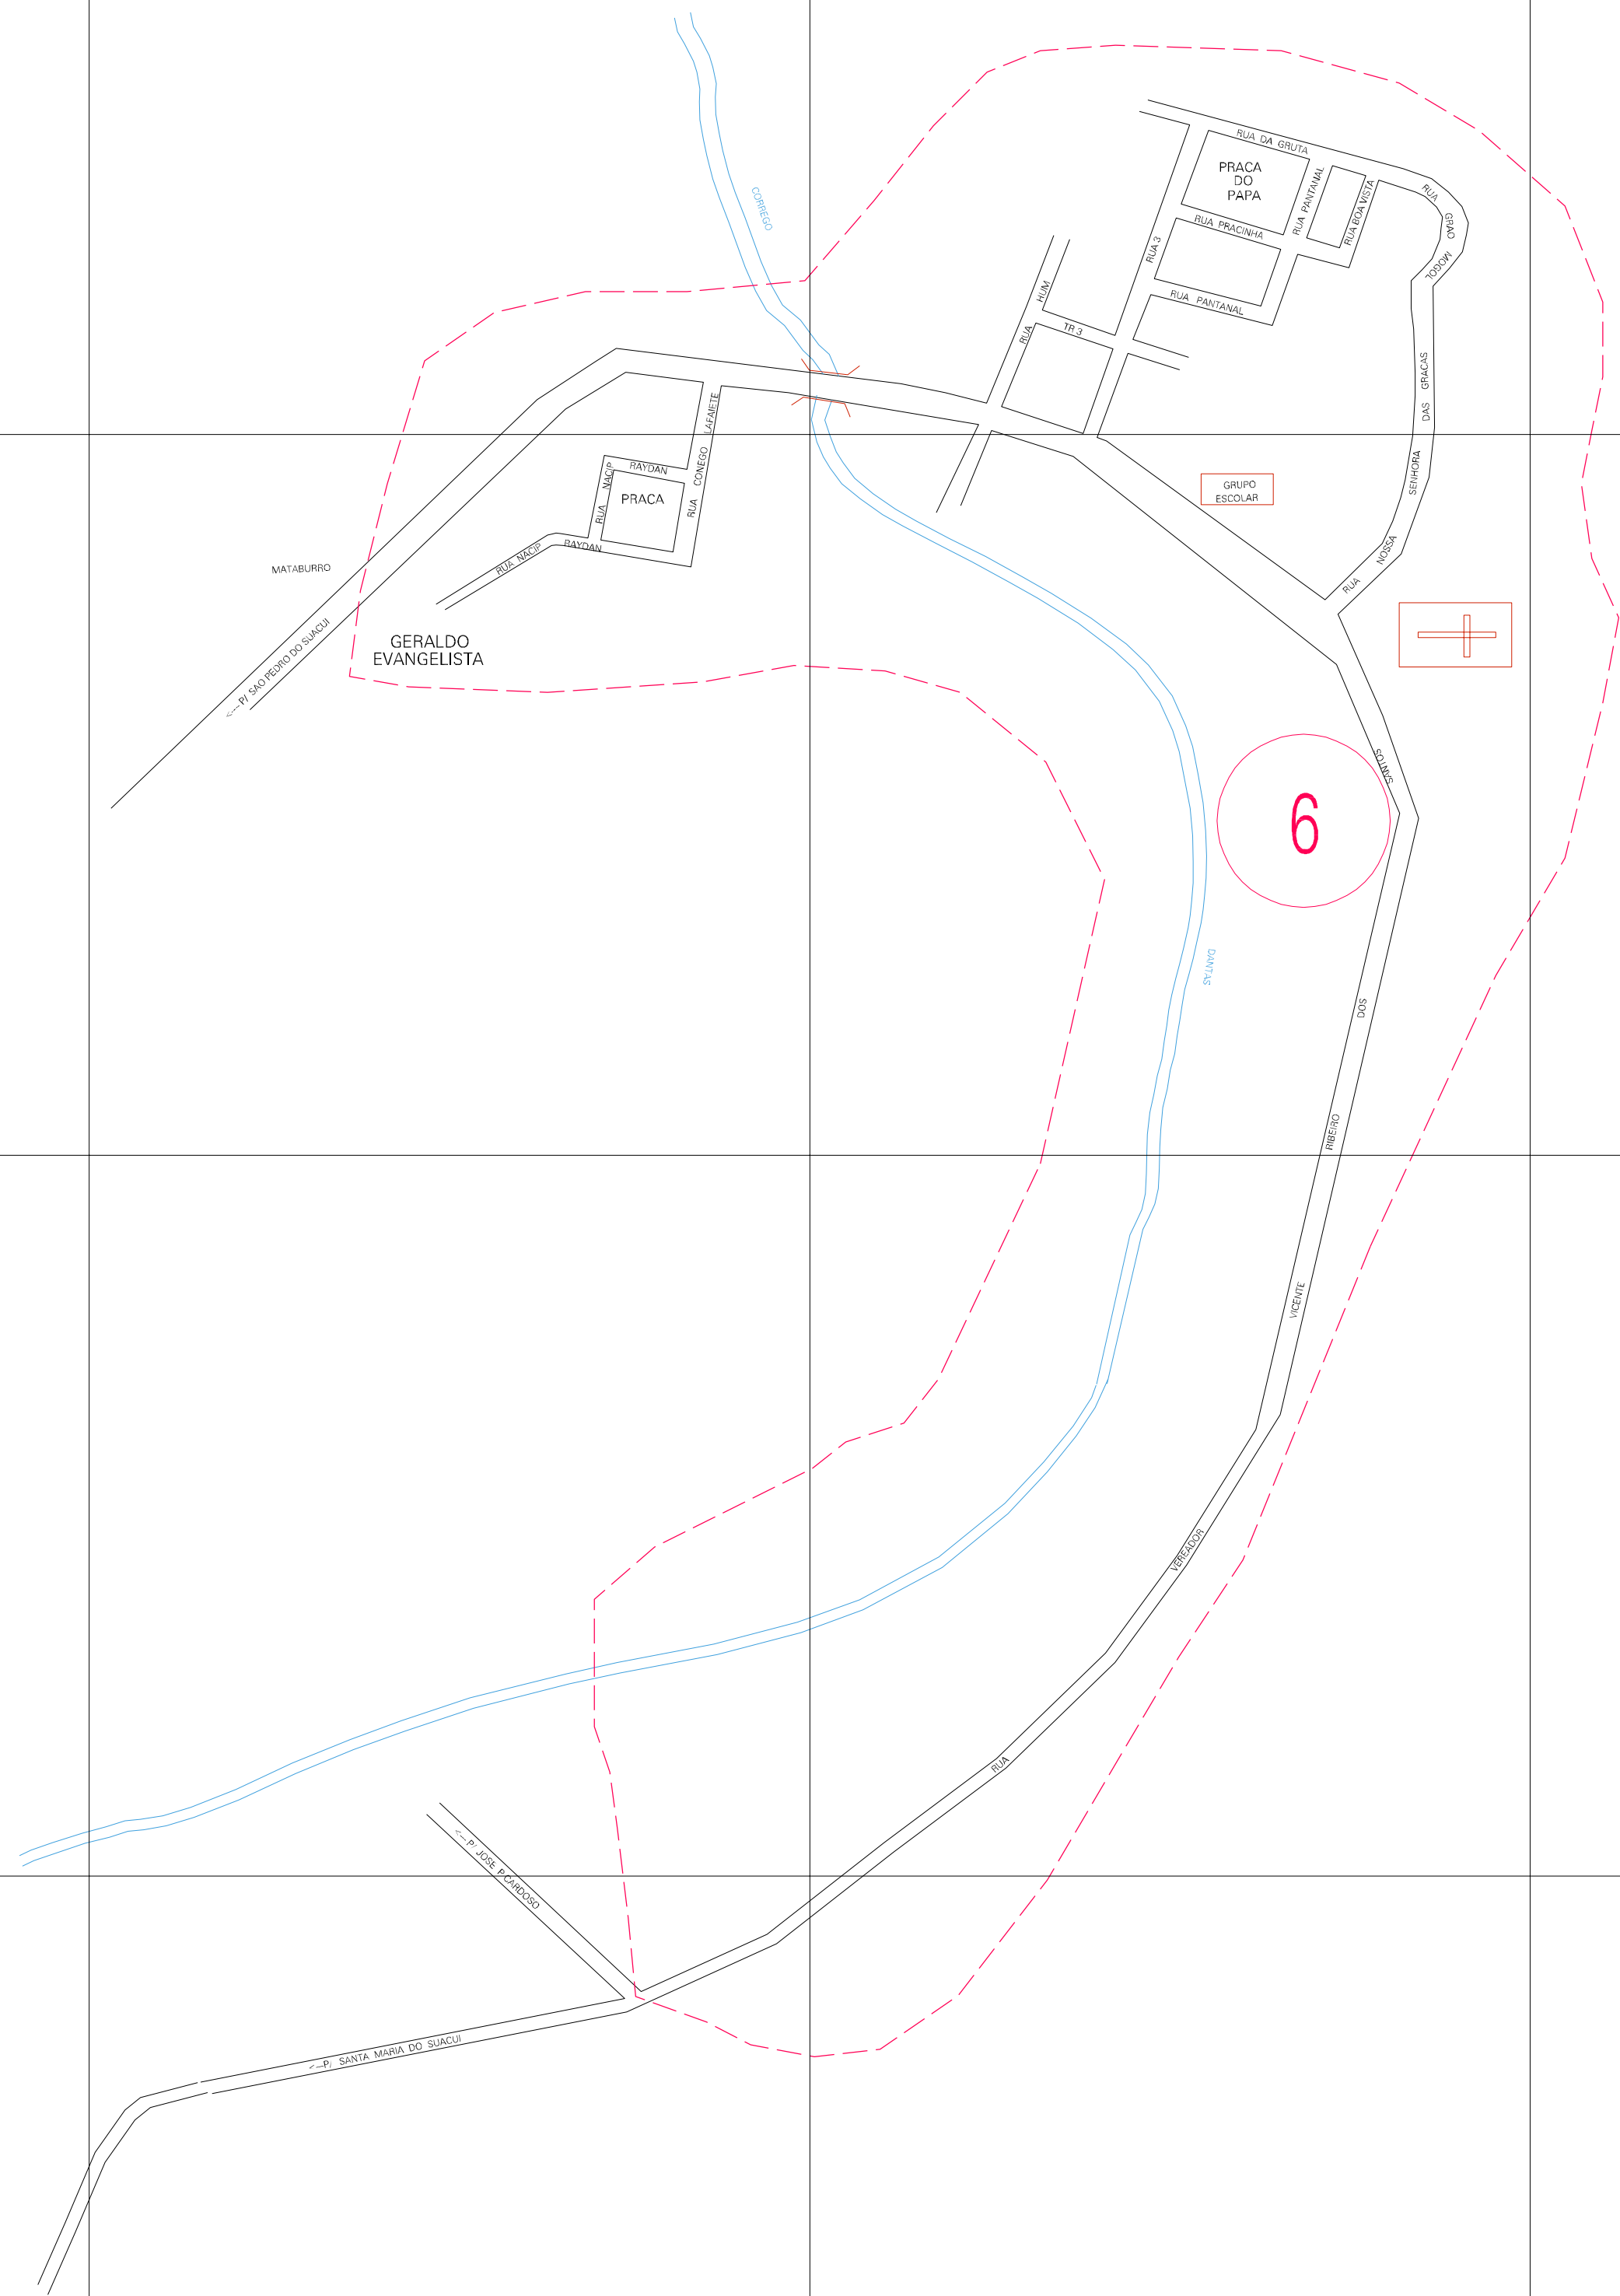 CORREGO
RUA DA GRUTA
PRACA
DO
PAPA
RUA PANTANAL
RUA BOA VISTA
RUA GRAO MOGOL
RUA PRACINHA
RUA 3
RUA PANTANAL
RUA HUM
TR 3
RUA NOSSA SENHORA DAS GRACAS
RUA CONEGO LAFAIETE
RUA NACIP RAYDAN
PRACA
RUA NACIP RAYDAN
GRUPO
ESCOLAR
MATABURRO
GERALDO
EVANGELISTA
<---P/ SAO PEDRO DO SUACUI
6
DANTAS
RUA VEREADOR VICENTE RIBEIRO DOS SANTOS
<---P/ JOSE P.CARDOSO
<---P/ SANTA MARIA DO SUACUI